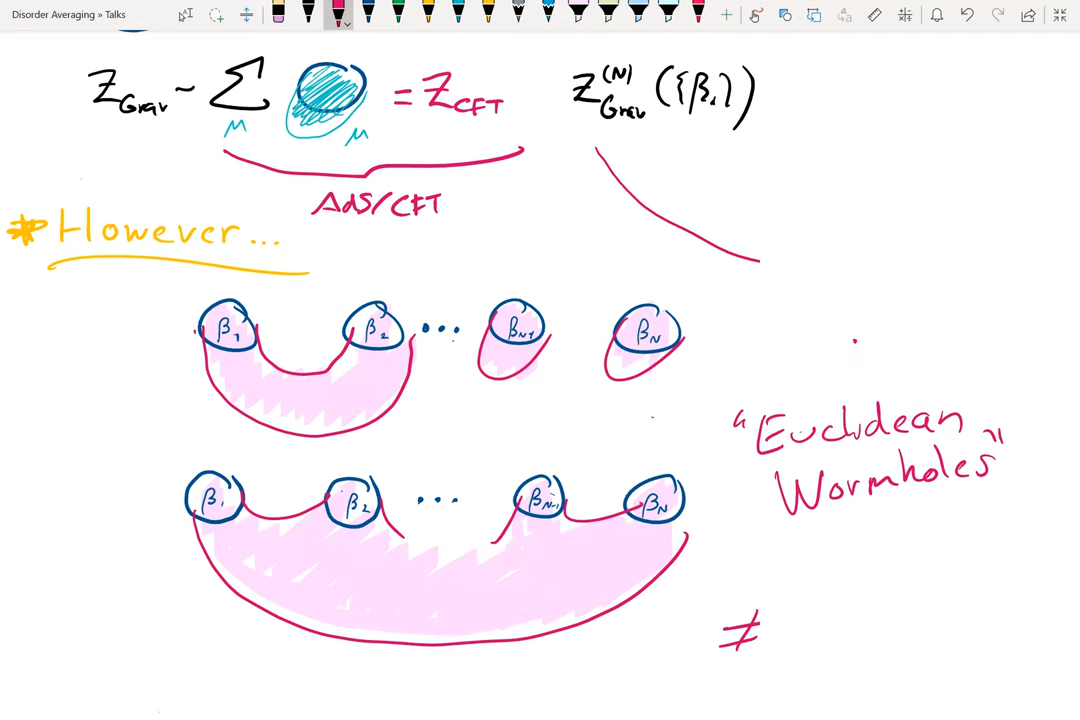 Disorder Averaging » Talks
Z_Grav ~ Σ_M M = Z_CFT
Z_Grav^(N) ({β_i})
AdS/CFT
* However...
β_1 β_2 ... β_N-1 β_N
"Euclidean
Wormholes"
β_1 β_2 ... β_N-1 β_N
≠